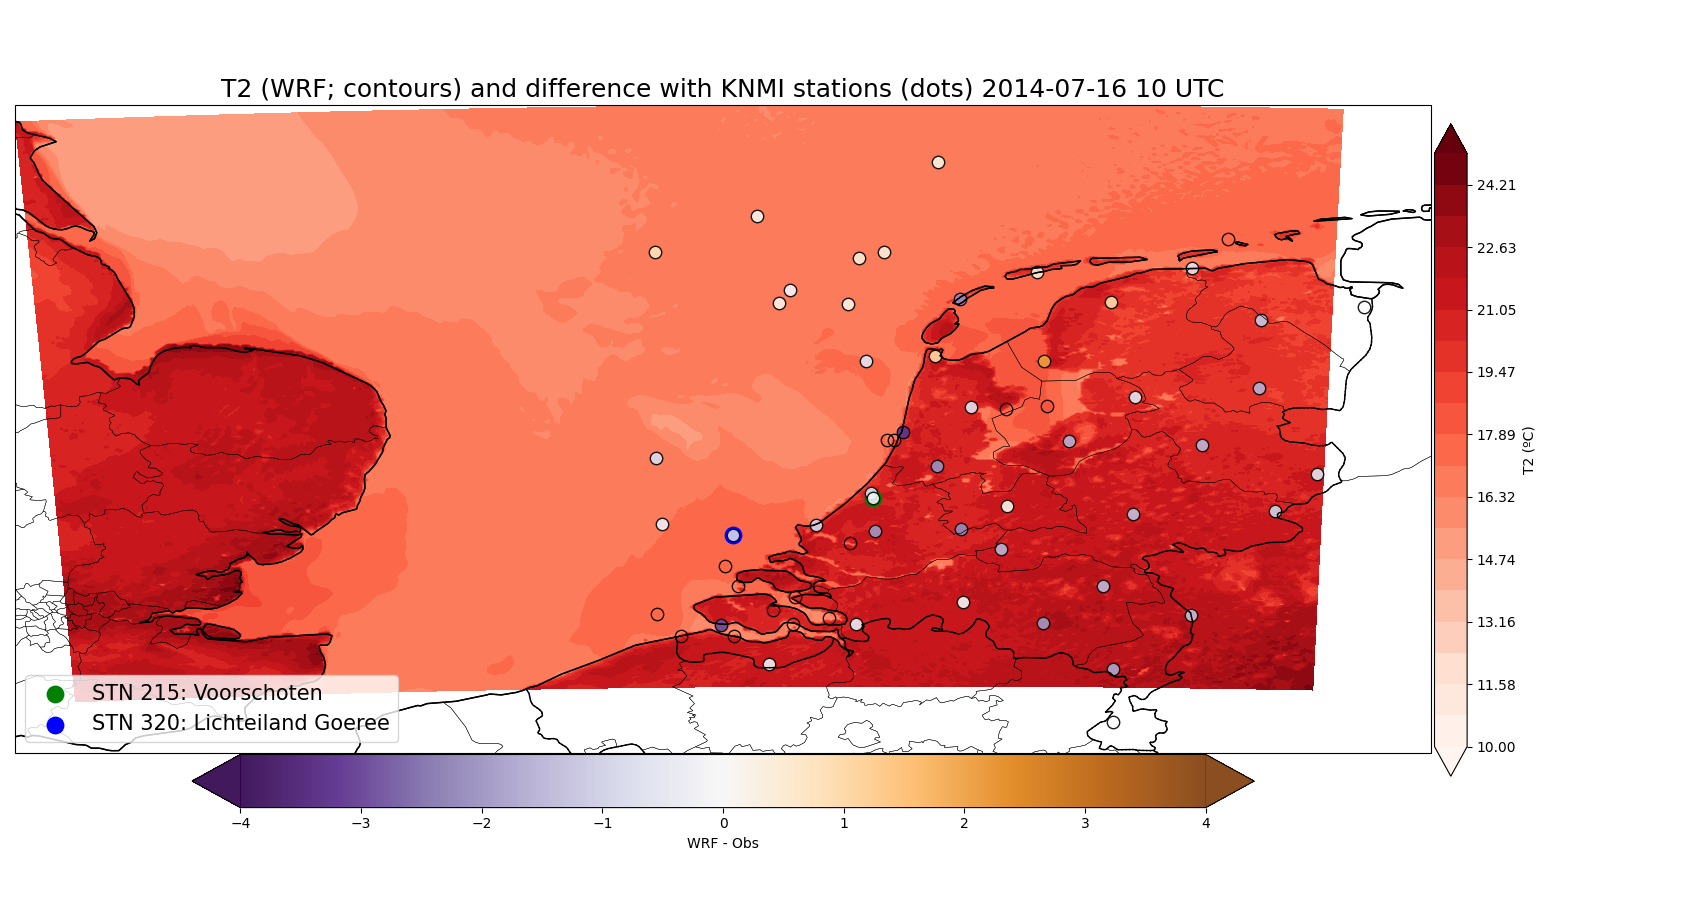 T2 (WRF; contours) and difference with KNMI stations (dots) 2014-07-16 10 UTC
24.21
22.63
21.05
19.47
17.89
16.32
14.74
13.16
11.58
10.00
T2 (ºC)
STN 215: Voorschoten
STN 320: Lichteiland Goeree
−4 −3 −2 −1 0 1 2 3 4
WRF - Obs